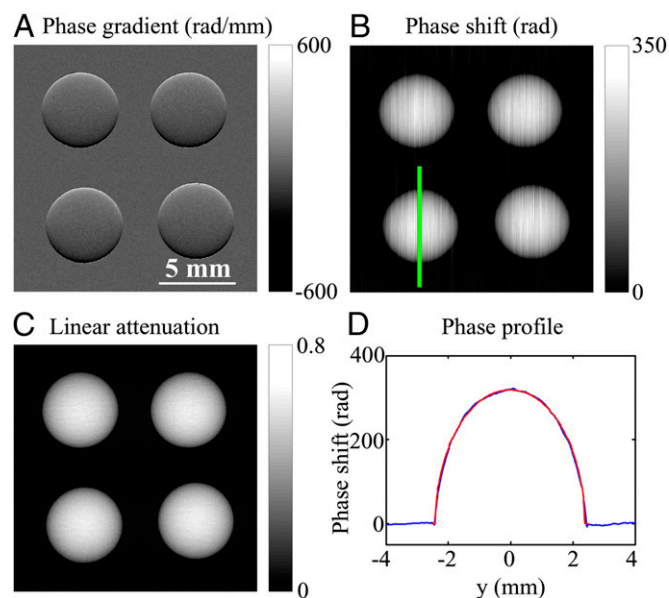 A Phase gradient (rad/mm)
600
-600
5 mm
B Phase shift (rad)
350
0
C Linear attenuation
0.8
0
D Phase profile
Phase shift (rad)
400
300
0
-4 -2 0 2 4
y (mm)